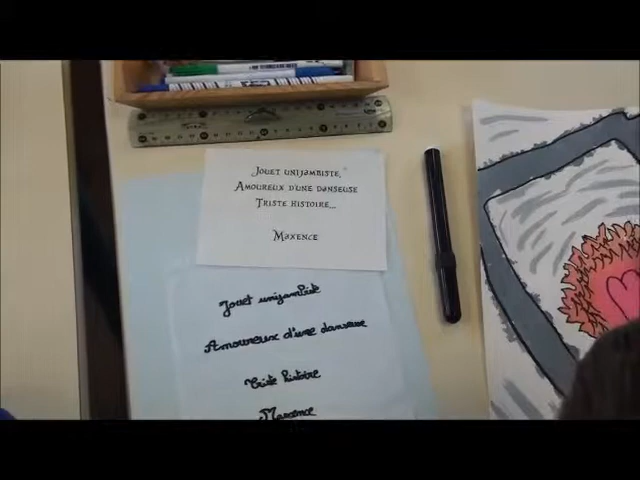 Jouet unijambiste,
Amoureux d'une danseuse
Triste histoire...
Maxence
Jouet unijambiste
Amoureux d'une danseuse
Triste histoire
Maxence